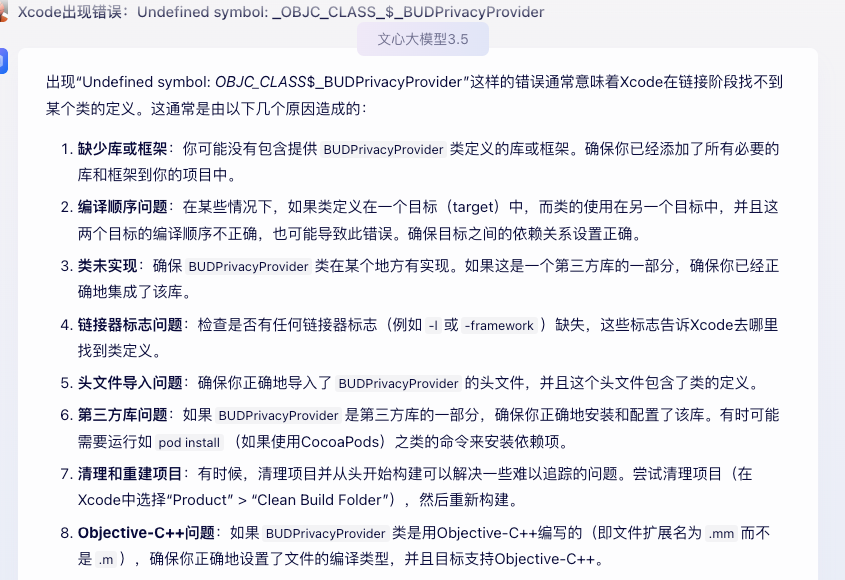 Xcode出现错误：Undefined symbol: _OBJC_CLASS_$_BUDPrivacyProvider
文心大模型3.5
出现“Undefined symbol: OBJC_CLASS$_BUDPrivacyProvider”这样的错误通常意味着Xcode在链接阶段找不到
某个类的定义。这通常是由以下几个原因造成的：
1. 缺少库或框架：你可能没有包含提供 BUDPrivacyProvider 类定义的库或框架。确保你已经添加了所有必要的
库和框架到你的项目中。
2. 编译顺序问题：在某些情况下，如果类定义在一个目标（target）中，而类的使用在另一个目标中，并且这
两个目标的编译顺序不正确，也可能导致此错误。确保目标之间的依赖关系设置正确。
3. 类未实现：确保 BUDPrivacyProvider 类在某个地方有实现。如果这是一个第三方库的一部分，确保你已经正
确地集成了该库。
4. 链接器标志问题：检查是否有任何链接器标志（例如 -l 或 -framework ）缺失，这些标志告诉Xcode去哪里
找到类定义。
5. 头文件导入问题：确保你正确地导入了 BUDPrivacyProvider 的头文件，并且这个头文件包含了类的定义。
6. 第三方库问题：如果 BUDPrivacyProvider 是第三方库的一部分，确保你正确地安装和配置了该库。有时可能
需要运行如 pod install （如果使用CocoaPods）之类的命令来安装依赖项。
7. 清理和重建项目：有时候，清理项目并从头开始构建可以解决一些难以追踪的问题。尝试清理项目（在
Xcode中选择“Product” > “Clean Build Folder”），然后重新构建。
8. Objective-C++问题：如果 BUDPrivacyProvider 类是用Objective-C++编写的（即文件扩展名为 .mm 而不
是 .m ），确保你正确地设置了文件的编译类型，并且目标支持Objective-C++。